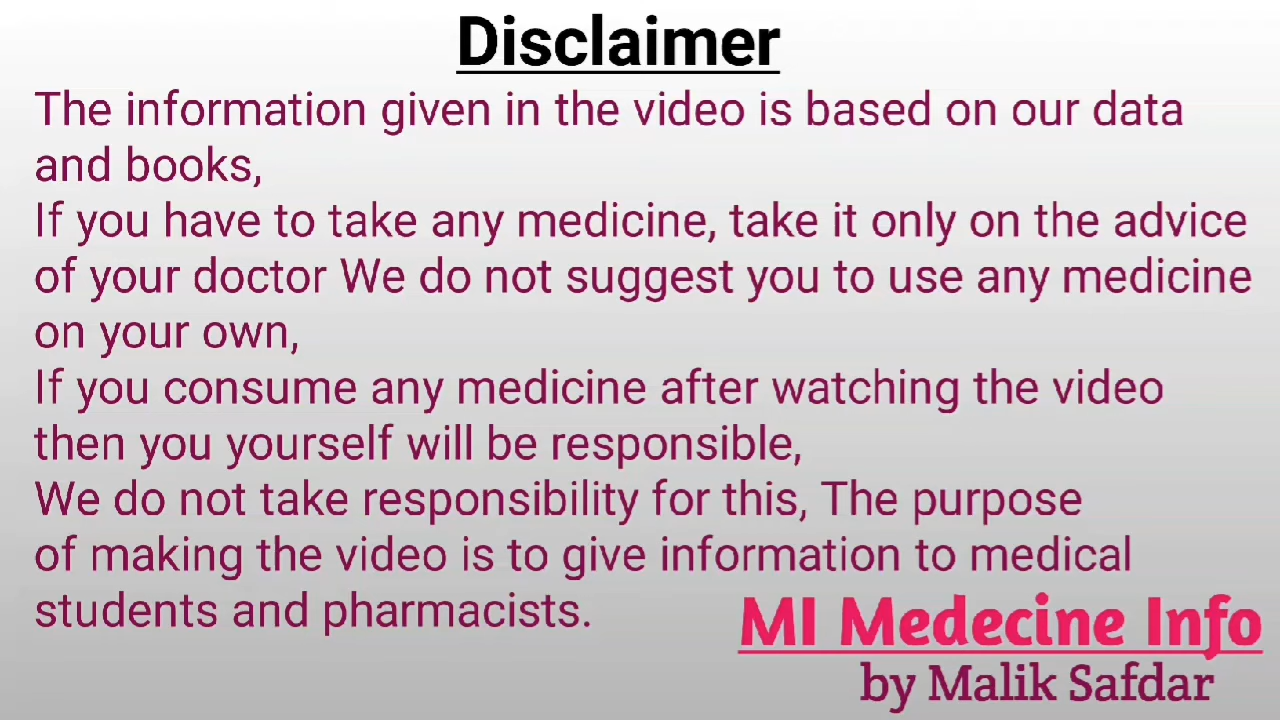 Disclaimer
The information given in the video is based on our data
and books,
If you have to take any medicine, take it only on the advice
of your doctor We do not suggest you to use any medicine
on your own,
If you consume any medicine after watching the video
then you yourself will be responsible,
We do not take responsibility for this, The purpose
of making the video is to give information to medical
students and pharmacists.
MI Medecine Info
by Malik Safdar